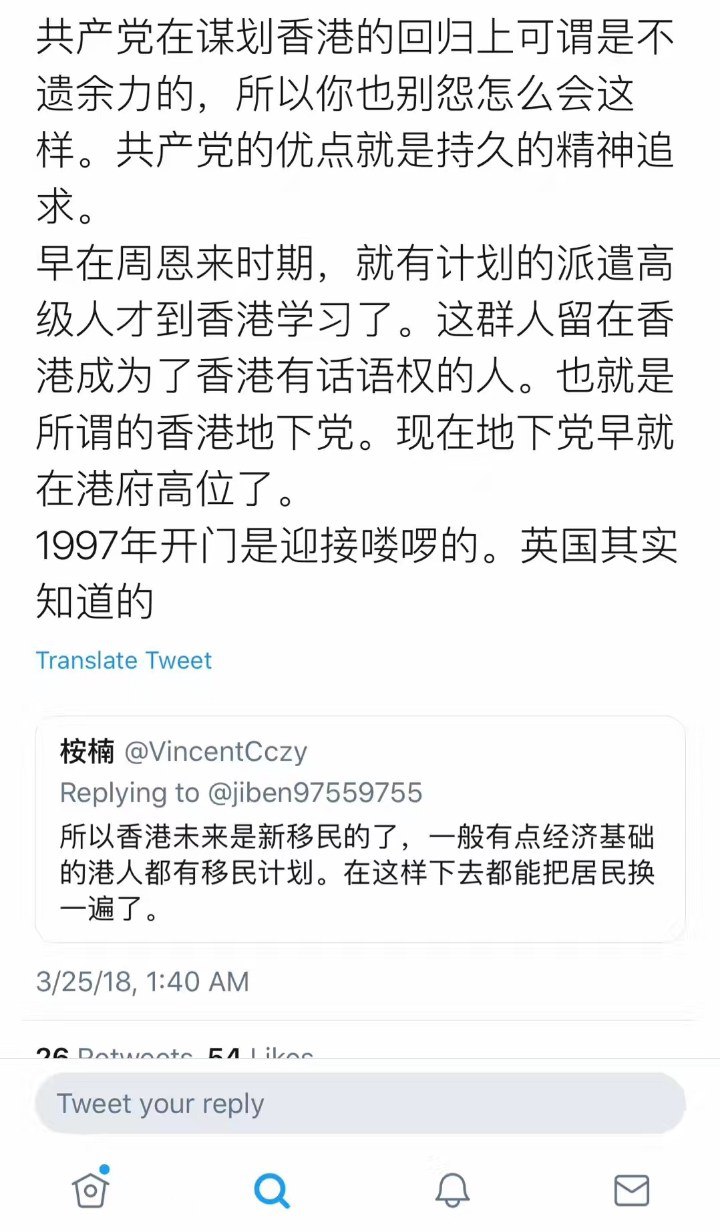 共产党在谋划香港的回归上可谓是不
遗余力的，所以你也别怨怎么会这
样。共产党的优点就是持久的精神追
求。
早在周恩来时期，就有计划的派遣高
级人才到香港学习了。这群人留在香
港成为了香港有话语权的人。也就是
所谓的香港地下党。现在地下党早就
在港府高位了。
1997年开门是迎接喽啰的。英国其实
知道的
Translate Tweet
桉楠 @VincentCczy
Replying to @jiben97559755
所以香港未来是新移民的了，一般有点经济基础
的港人都有移民计划。在这样下去都能把居民换
一遍了。
3/25/18, 1:40 AM
26 Retweets 54 Likes
Tweet your reply